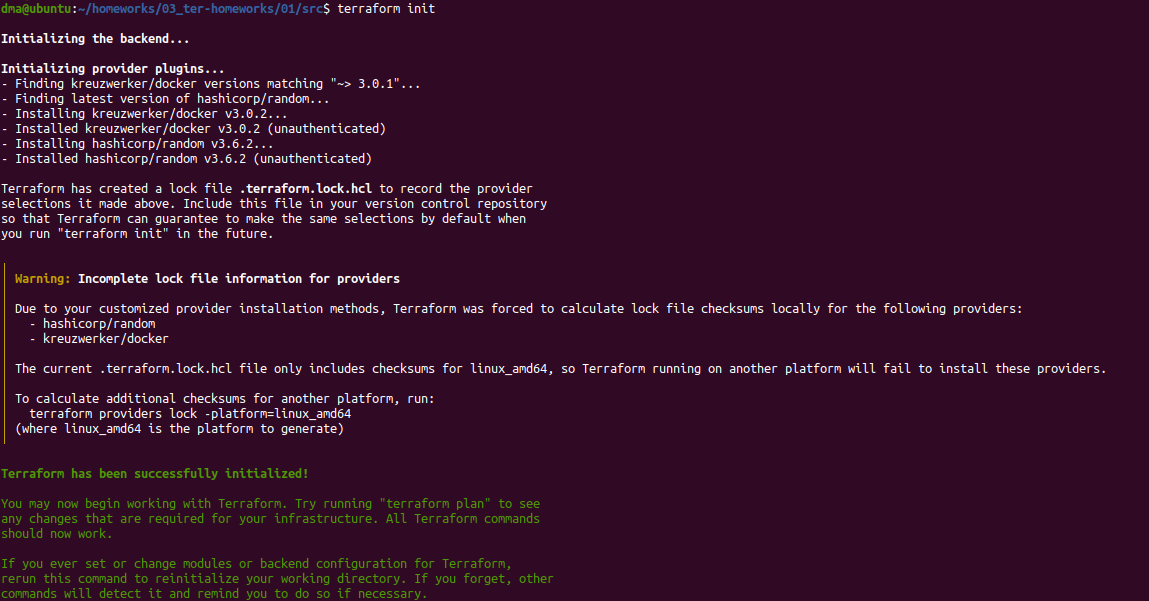 dma@ubuntu:~/homeworks/03_ter-homeworks/01/src$ terraform init
Initializing the backend...
Initializing provider plugins...
- Finding kreuzwerker/docker versions matching "~> 3.0.1"...
- Finding latest version of hashicorp/random...
- Installing kreuzwerker/docker v3.0.2...
- Installed kreuzwerker/docker v3.0.2 (unauthenticated)
- Installing hashicorp/random v3.6.2...
- Installed hashicorp/random v3.6.2 (unauthenticated)
Terraform has created a lock file .terraform.lock.hcl to record the provider
selections it made above. Include this file in your version control repository
so that Terraform can guarantee to make the same selections by default when
you run "terraform init" in the future.
Warning: Incomplete lock file information for providers
Due to your customized provider installation methods, Terraform was forced to calculate lock file checksums locally for the following providers:
- hashicorp/random
- kreuzwerker/docker
The current .terraform.lock.hcl file only includes checksums for linux_amd64, so Terraform running on another platform will fail to install these providers.
To calculate additional checksums for another platform, run:
terraform providers lock -platform=linux_amd64
(where linux_amd64 is the platform to generate)
Terraform has been successfully initialized!
You may now begin working with Terraform. Try running "terraform plan" to see
any changes that are required for your infrastructure. All Terraform commands
should now work.
If you ever set or change modules or backend configuration for Terraform,
rerun this command to reinitialize your working directory. If you forget, other
commands will detect it and remind you to do so if necessary.